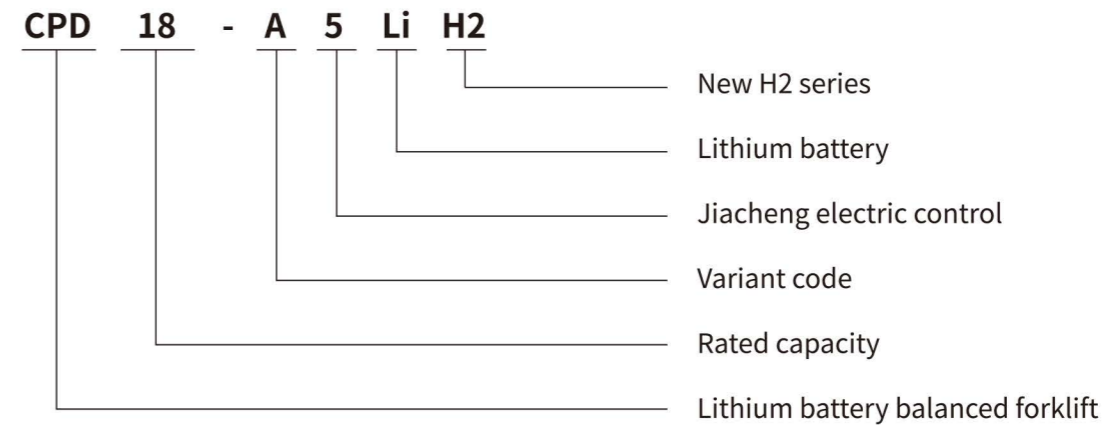 CPD 18 - A 5 Li H2
New H2 series
Lithium battery
Jiacheng electric control
Variant code
Rated capacity
Lithium battery balanced forklift